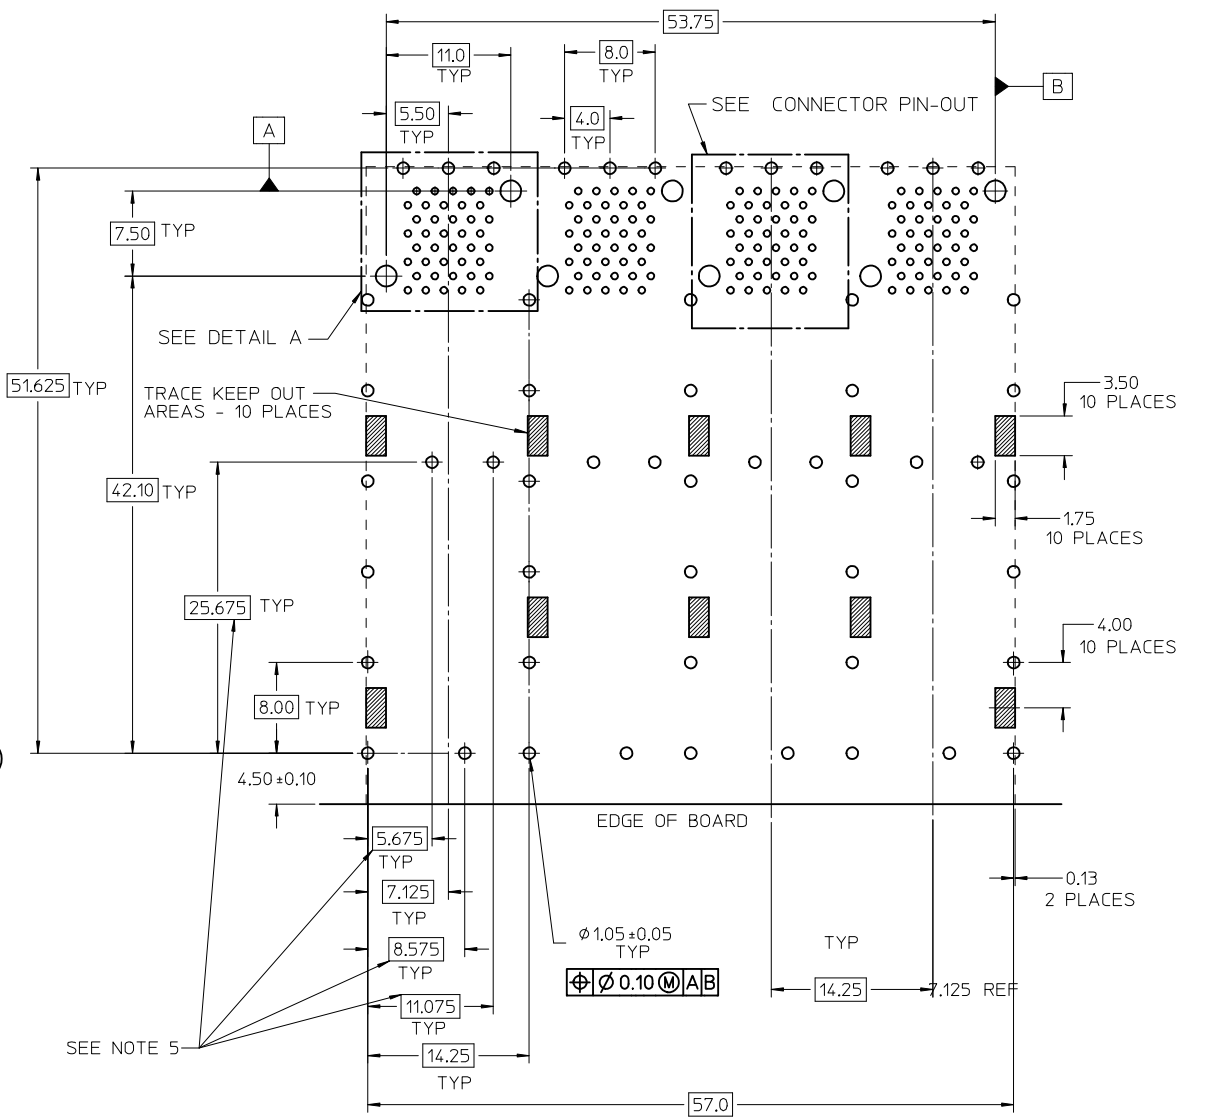 53.75
11.0
TYP
8.0
TYP
B
5.50
TYP
4.0
TYP
SEE CONNECTOR PIN-OUT
A
7.50 TYP
SEE DETAIL A
51.625 TYP
TRACE KEEP OUT
AREAS - 10 PLACES
3.50
10 PLACES
42.10 TYP
1.75
10 PLACES
25.675 TYP
4.00
10 PLACES
8.00 TYP
4.50±0.10
EDGE OF BOARD
5.675
TYP
0.13
2 PLACES
7.125
TYP
Ø1.05±0.05
TYP
TYP
8.575
TYP
⌖ Ø 0.10 Ⓜ A B
14.25
7.125 REF
11.075
TYP
SEE NOTE 5
14.25
TYP
57.0